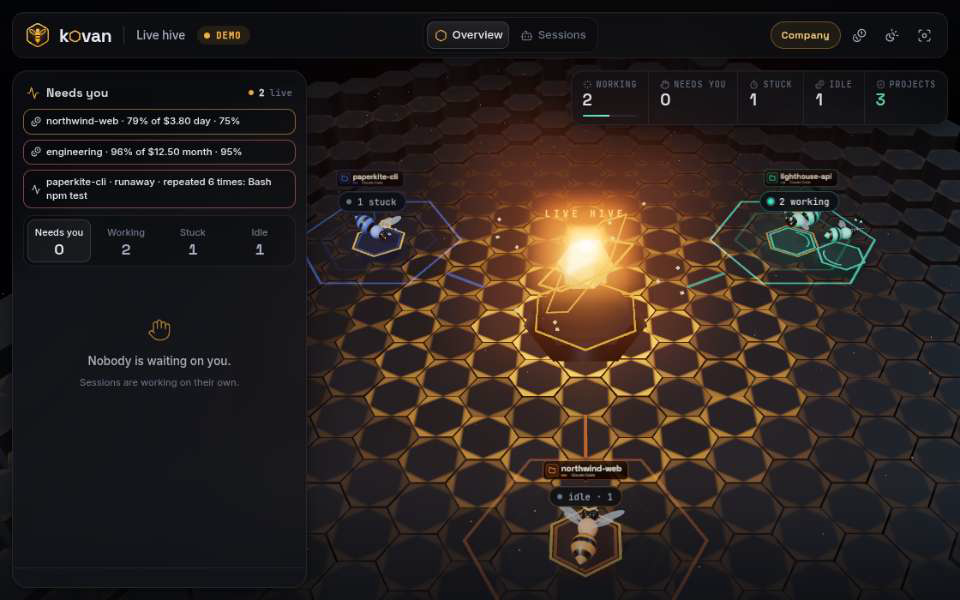 kovan
Live hive
DEMO
Overview
Sessions
Company
Needs you
2 live
northwind-web · 79% of $3.80 day · 75%
engineering · 96% of $12.50 month · 95%
paperkite-cli · runaway · repeated 6 times: Bash
npm test
Needs you
0
Working
2
Stuck
1
Idle
1
Nobody is waiting on you.
Sessions are working on their own.
WORKING
2
NEEDS YOU
0
STUCK
1
IDLE
1
PROJECTS
3
paperkite-cli
1 stuck
LIVE HIVE
lighthouse-api
2 working
northwind-web
idle · 1